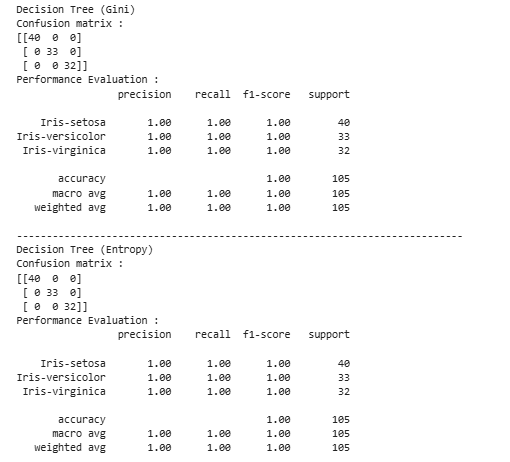 Decision Tree (Gini)
Confusion matrix :
[[40  0  0]
 [ 0 33  0]
 [ 0  0 32]]
Performance Evaluation :
                 precision    recall  f1-score   support

    Iris-setosa       1.00      1.00      1.00        40
Iris-versicolor       1.00      1.00      1.00        33
 Iris-virginica       1.00      1.00      1.00        32

       accuracy                           1.00       105
      macro avg       1.00      1.00      1.00       105
   weighted avg       1.00      1.00      1.00       105

---------------------------------------------------------------------------
Decision Tree (Entropy)
Confusion matrix :
[[40  0  0]
 [ 0 33  0]
 [ 0  0 32]]
Performance Evaluation :
                 precision    recall  f1-score   support

    Iris-setosa       1.00      1.00      1.00        40
Iris-versicolor       1.00      1.00      1.00        33
 Iris-virginica       1.00      1.00      1.00        32

       accuracy                           1.00       105
      macro avg       1.00      1.00      1.00       105
   weighted avg       1.00      1.00      1.00       105